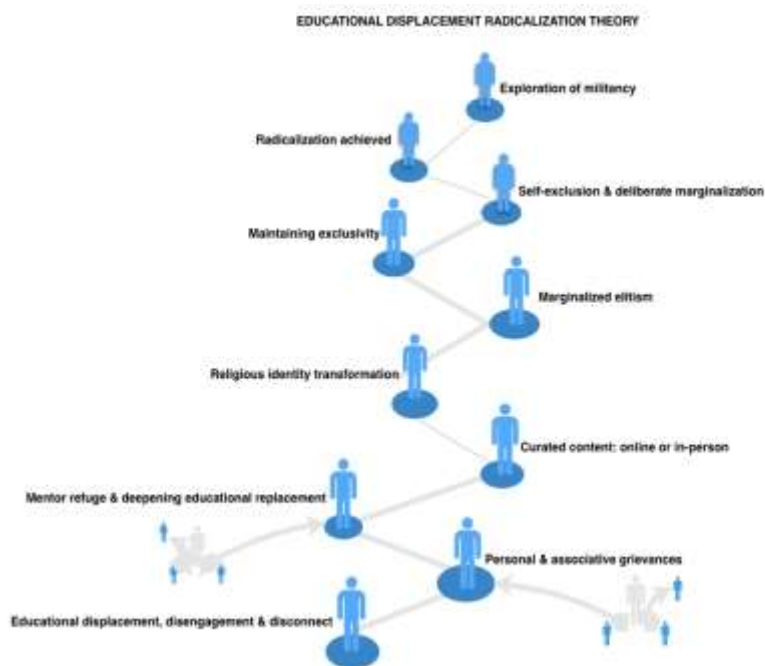 EDUCATIONAL DISPLACEMENT RADICALIZATION THEORY
Exploration of militancy
Radicalization achieved
Self-exclusion & deliberate marginalization
Maintaining exclusivity
Marginalized elitism
Religious identity transformation
Curated content: online or in-person
Mentor refuge & deepening educational replacement
Personal & associative grievances
Educational displacement, disengagement & disconnect